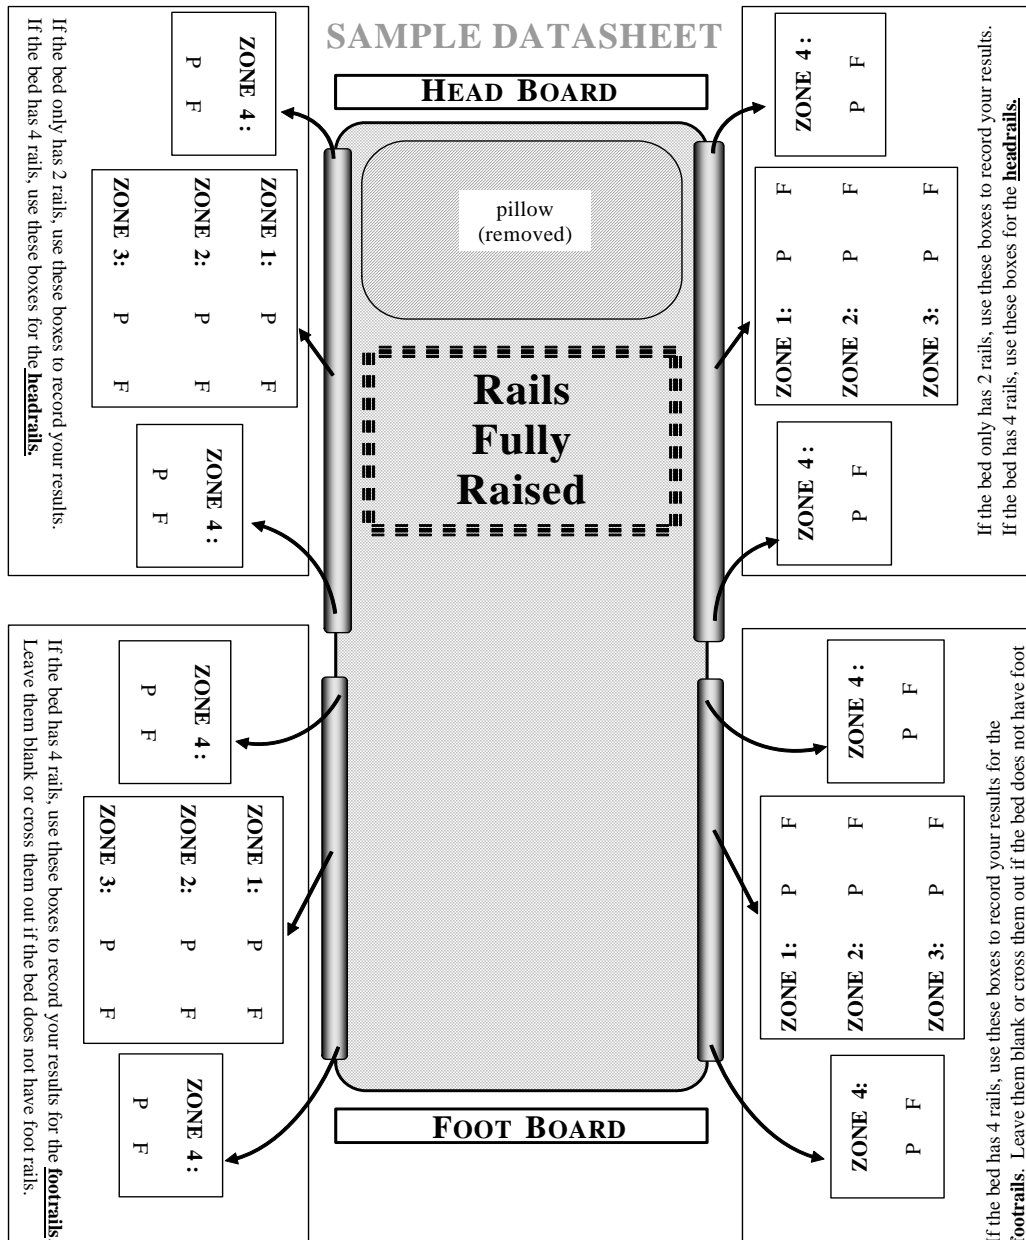 SAMPLE DATASHEET
HEAD BOARD
pillow
(removed)
Rails
Fully
Raised
FOOT BOARD
If the bed only has 2 rails, use these boxes to record your results.
If the bed has 4 rails, use these boxes for the headrails.
ZONE 4:
P F
ZONE 1: P F
ZONE 2: P F
ZONE 3: P F
ZONE 4:
P F
If the bed has 4 rails, use these boxes to record your results for the footrails.
Leave them blank or cross them out if the bed does not have foot rails.
ZONE 4:
P F
ZONE 1: P F
ZONE 2: P F
ZONE 3: P F
ZONE 4:
P F
If the bed only has 2 rails, use these boxes to record your results.
If the bed has 4 rails, use these boxes for the headrails.
ZONE 4:
P F
ZONE 1: P F
ZONE 2: P F
ZONE 3: P F
ZONE 4:
P F
If the bed has 4 rails, use these boxes to record your results for the
footrails. Leave them blank or cross them out if the bed does not have foot
ZONE 4:
P F
ZONE 1: P F
ZONE 2: P F
ZONE 3: P F
ZONE 4:
P F